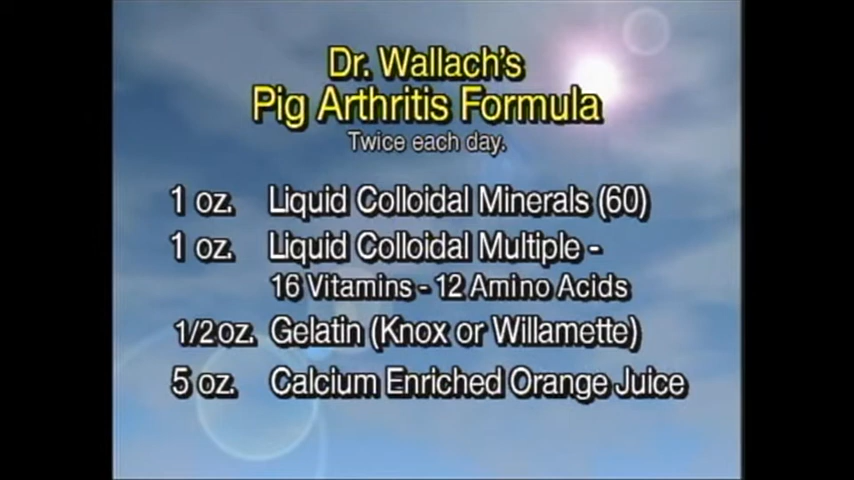 Dr. Wallach's
Pig Arthritis Formula
Twice each day.
1 oz. Liquid Colloidal Minerals (60)
1 oz. Liquid Colloidal Multiple -
16 Vitamins - 12 Amino Acids
1/2 oz. Gelatin (Knox or Willamette)
5 oz. Calcium Enriched Orange Juice